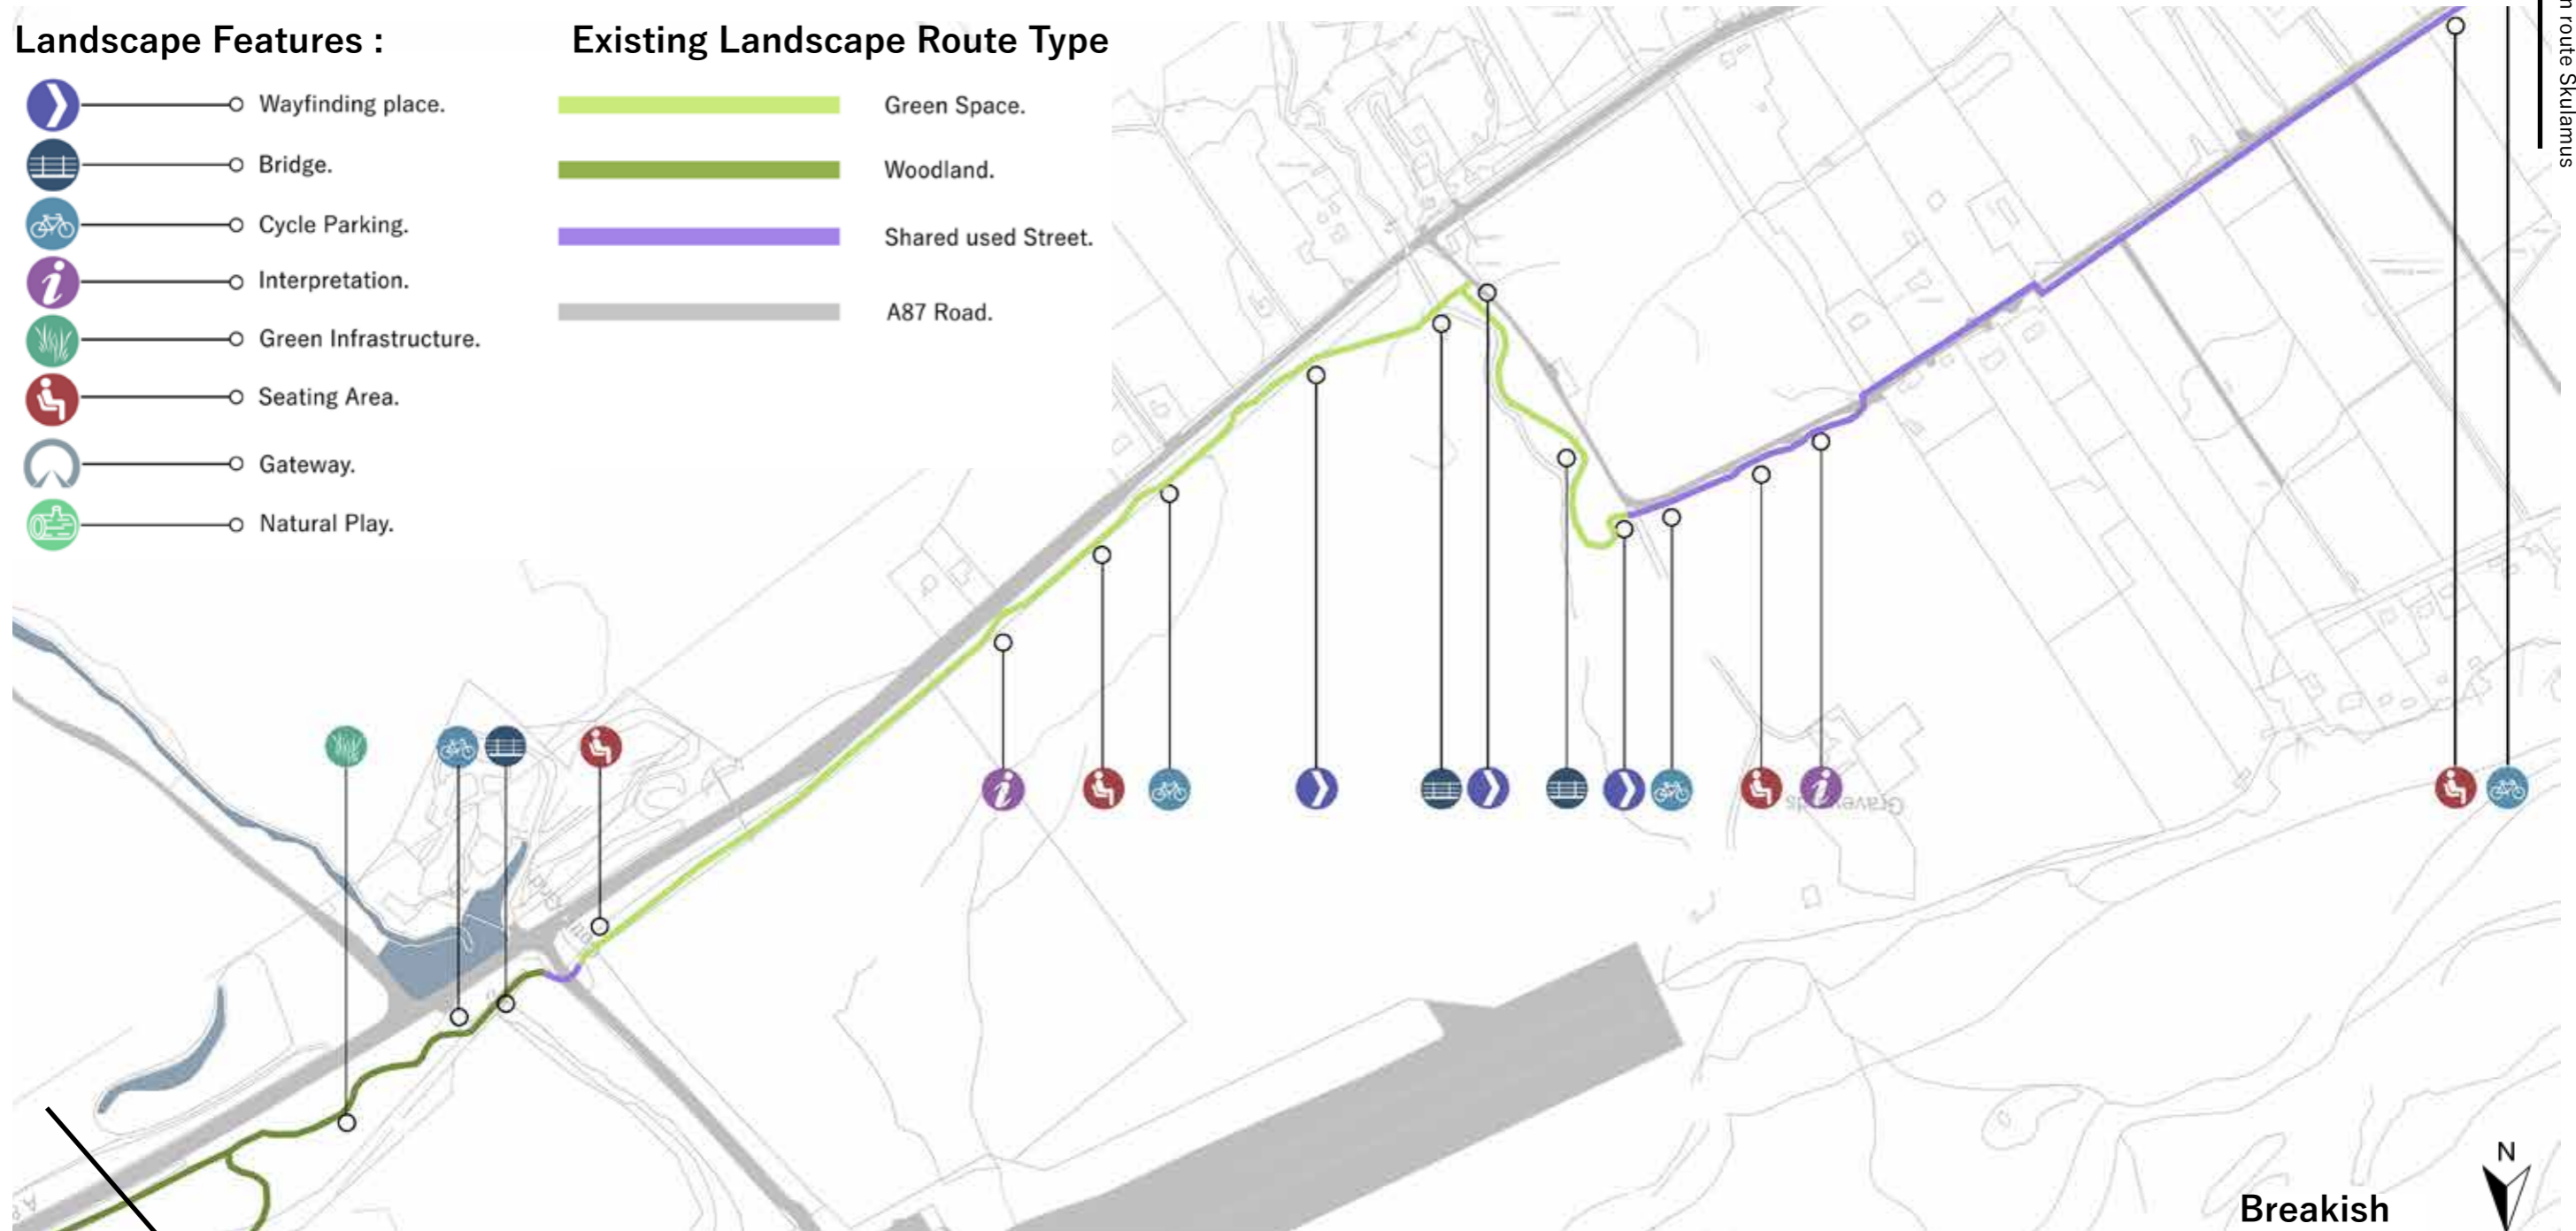 Landscape Features :
Wayfinding place.
Bridge.
Cycle Parking.
Interpretation.
Green Infrastructure.
Seating Area.
Gateway.
Natural Play.
Existing Landscape Route Type
Green Space.
Woodland.
Shared used Street.
A87 Road.
route Skulamus
Graveyards
Breakish
N